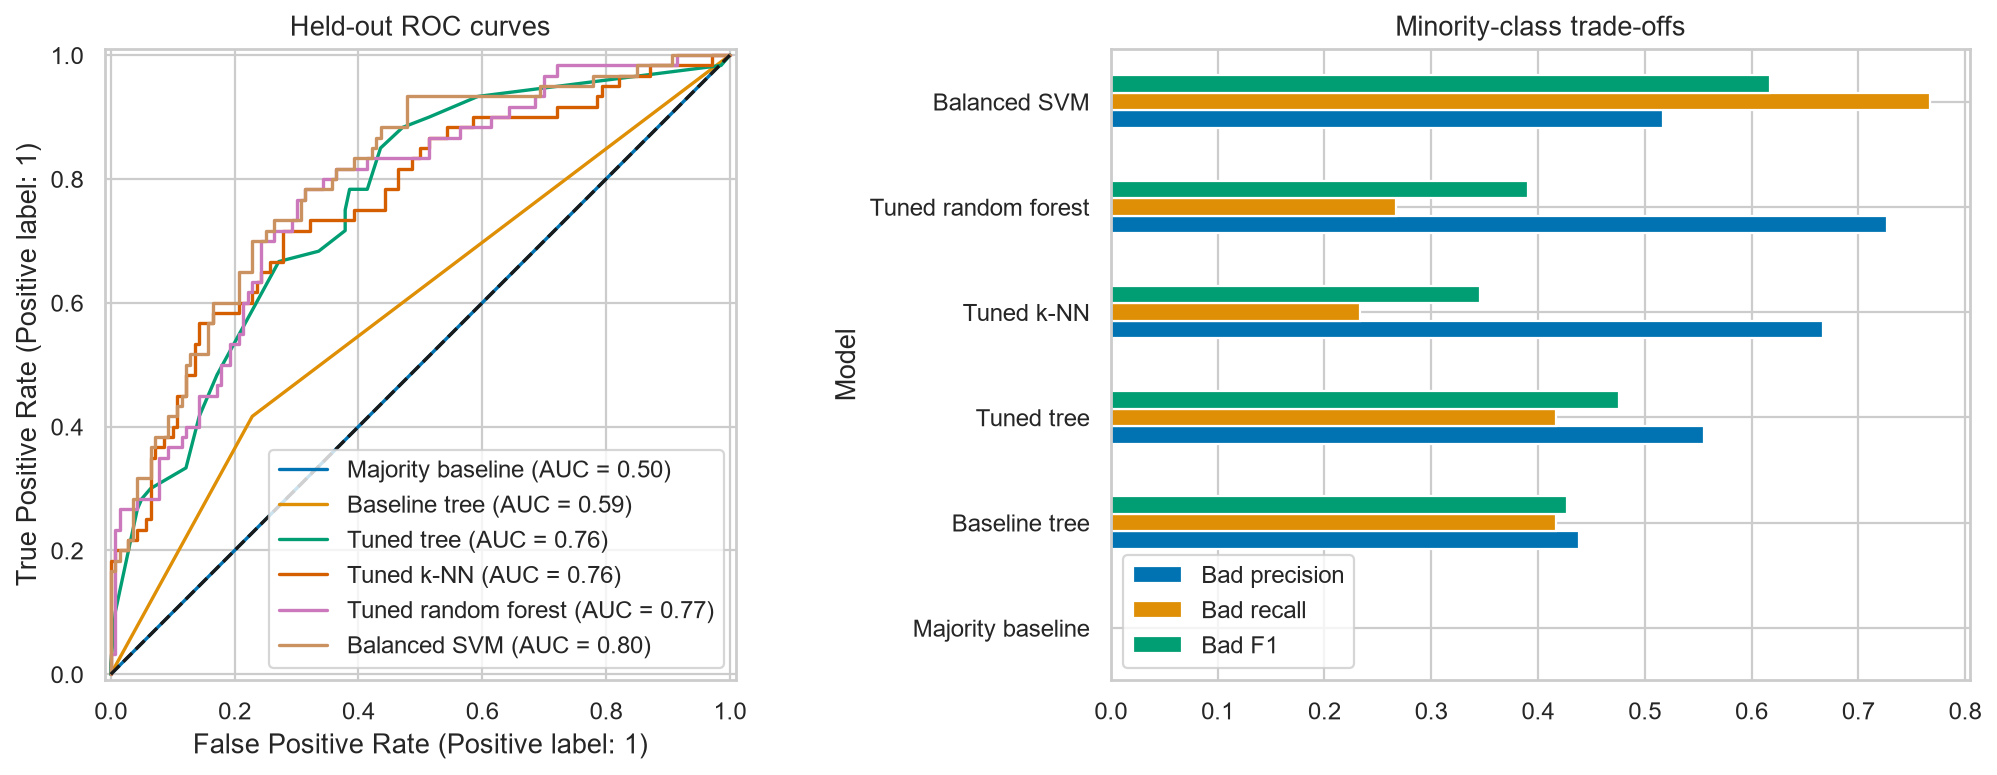 Held-out ROC curves
True Positive Rate (Positive label: 1)
1.0
0.8
0.6
0.4
0.2
0.0
Majority baseline (AUC = 0.50)
Baseline tree (AUC = 0.59)
Tuned tree (AUC = 0.76)
Tuned k-NN (AUC = 0.76)
Tuned random forest (AUC = 0.77)
Balanced SVM (AUC = 0.80)
0.0 0.2 0.4 0.6 0.8 1.0
False Positive Rate (Positive label: 1)
Minority-class trade-offs
Model
Balanced SVM
Tuned random forest
Tuned k-NN
Tuned tree
Baseline tree
Majority baseline
Bad precision
Bad recall
Bad F1
0.0 0.1 0.2 0.3 0.4 0.5 0.6 0.7 0.8